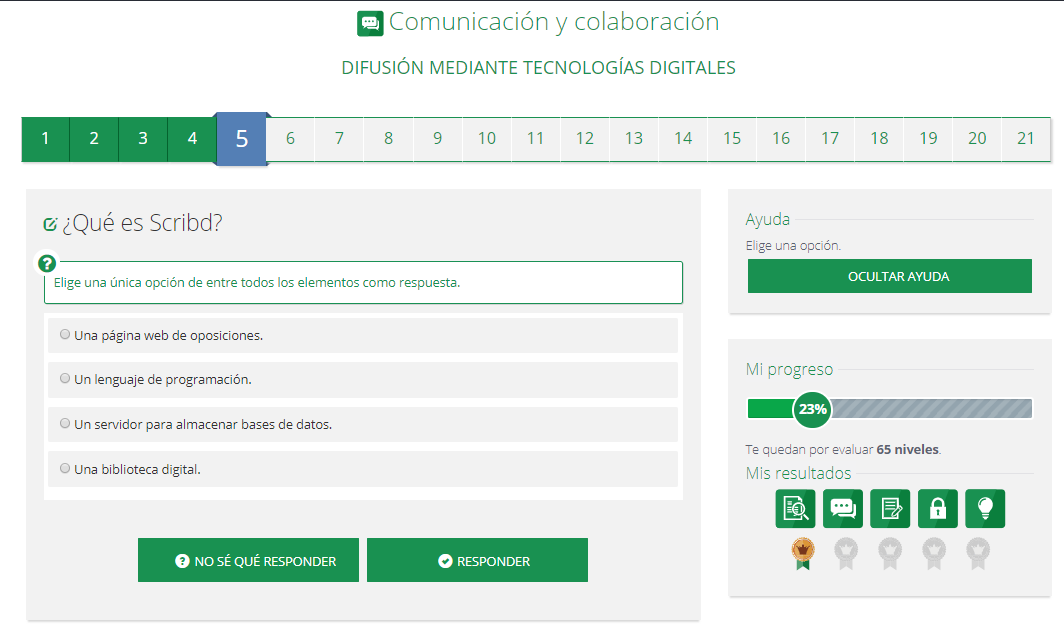 Comunicación y colaboración
DIFUSIÓN MEDIANTE TECNOLOGÍAS DIGITALES
1 2 3 4 5 6 7 8 9 10 11 12 13 14 15 16 17 18 19 20 21
¿Qué es Scribd?
?
Elige una única opción de entre todos los elementos como respuesta.
Una página web de oposiciones.
Un lenguaje de programación.
Un servidor para almacenar bases de datos.
Una biblioteca digital.
? NO SÉ QUÉ RESPONDER
RESPONDER
Ayuda
Elige una opción.
OCULTAR AYUDA
Mi progreso
23%
Te quedan por evaluar 65 niveles.
Mis resultados